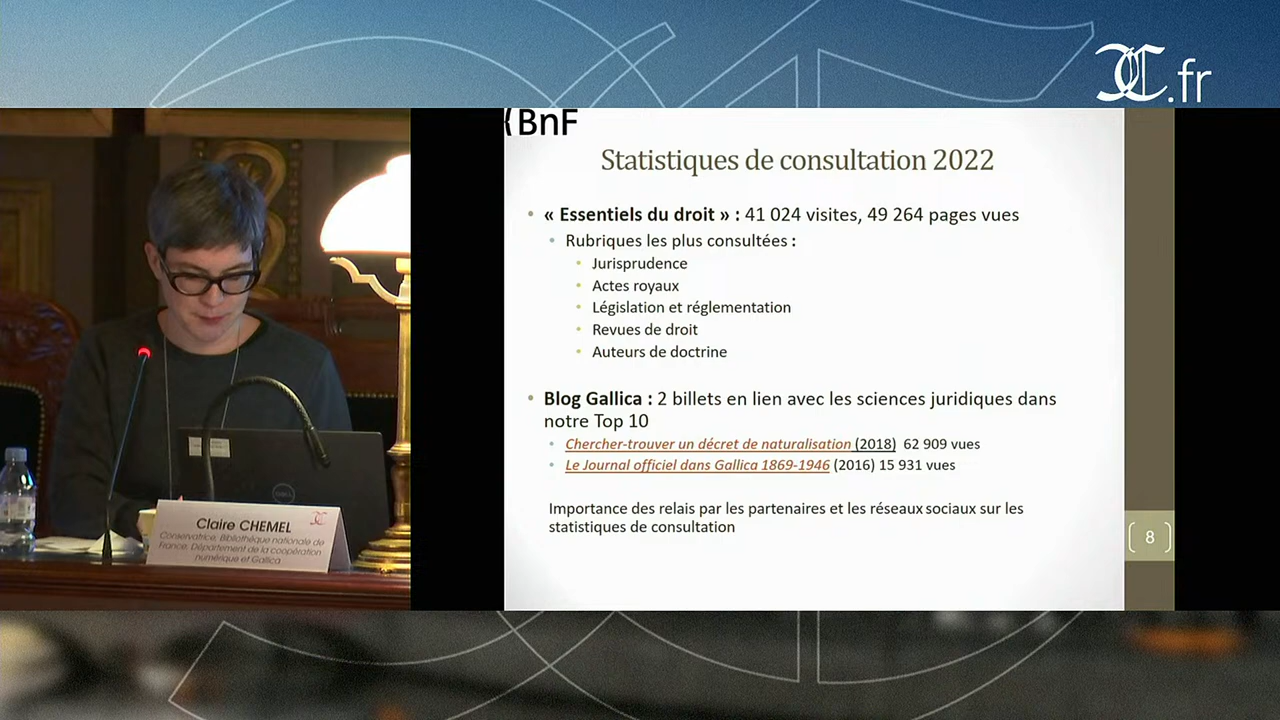 .fr
BnF
Statistiques de consultation 2022
• « Essentiels du droit » : 41 024 visites, 49 264 pages vues
• Rubriques les plus consultées :
• Jurisprudence
• Actes royaux
• Législation et réglementation
• Revues de droit
• Auteurs de doctrine
• Blog Gallica : 2 billets en lien avec les sciences juridiques dans
notre Top 10
• Chercher-trouver un décret de naturalisation (2018) 62 909 vues
• Le Journal officiel dans Gallica 1869-1946 (2016) 15 931 vues
Importance des relais par les partenaires et les réseaux sociaux sur les
statistiques de consultation
8
Claire CHEMEL
Conservatrice, Bibliothèque nationale de
France, Département de la coopération
numérique et Gallica
DELL